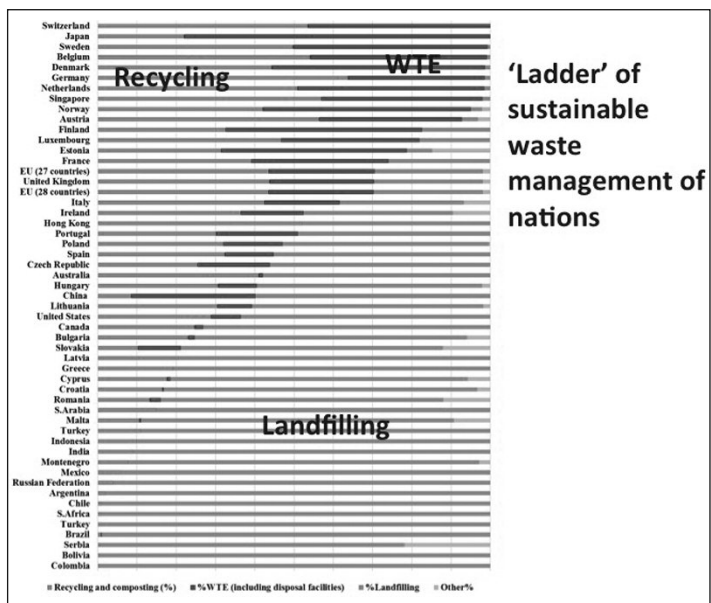 Switzerland
Japan
Sweden
Belgium
Denmark
Germany
Netherlands
Singapore
Norway
Austria
Finland
Luxembourg
Estonia
France
EU (27 countries)
United Kingdom
EU (28 countries)
Italy
Ireland
Hong Kong
Portugal
Poland
Spain
Czech Republic
Australia
Hungary
China
Lithuania
United States
Canada
Bulgaria
Slovakia
Latvia
Greece
Cyprus
Croatia
Romania
S.Arabia
Malta
Turkey
Indonesia
India
Montenegro
Mexico
Russian Federation
Argentina
Chile
S.Africa
Turkey
Brazil
Serbia
Bolivia
Colombia
Recycling
WTE
Landfilling
■ Recycling and composting (%) ■ %WTE (including disposal facilities) ■ %Landfilling ■ Other%
‘Ladder’ of
sustainable
waste
management of
nations